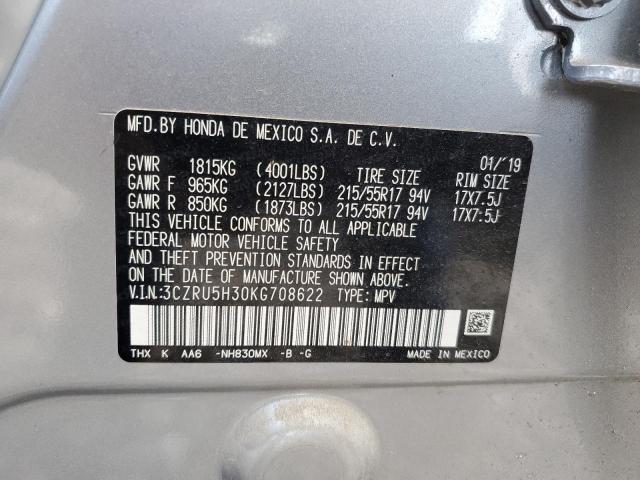 MFD.BY HONDA DE MEXICO S.A. DE C.V.
01/'19
GVWR 1815KG (4001LBS) TIRE SIZE RIM SIZE
GAWR F 965KG (2127LBS) 215/55R17 94V 17X7.5J
GAWR R 850KG (1873LBS) 215/55R17 94V 17X7.5J
THIS VEHICLE CONFORMS TO ALL APPLICABLE
FEDERAL MOTOR VEHICLE SAFETY
AND THEFT PREVENTION STANDARDS IN EFFECT
ON THE DATE OF MANUFACTURE SHOWN ABOVE.
V.I.N:3CZRU5H30KG708622 TYPE: MPV
THX K AA6 -NH830MX -B -G MADE IN MEXICO